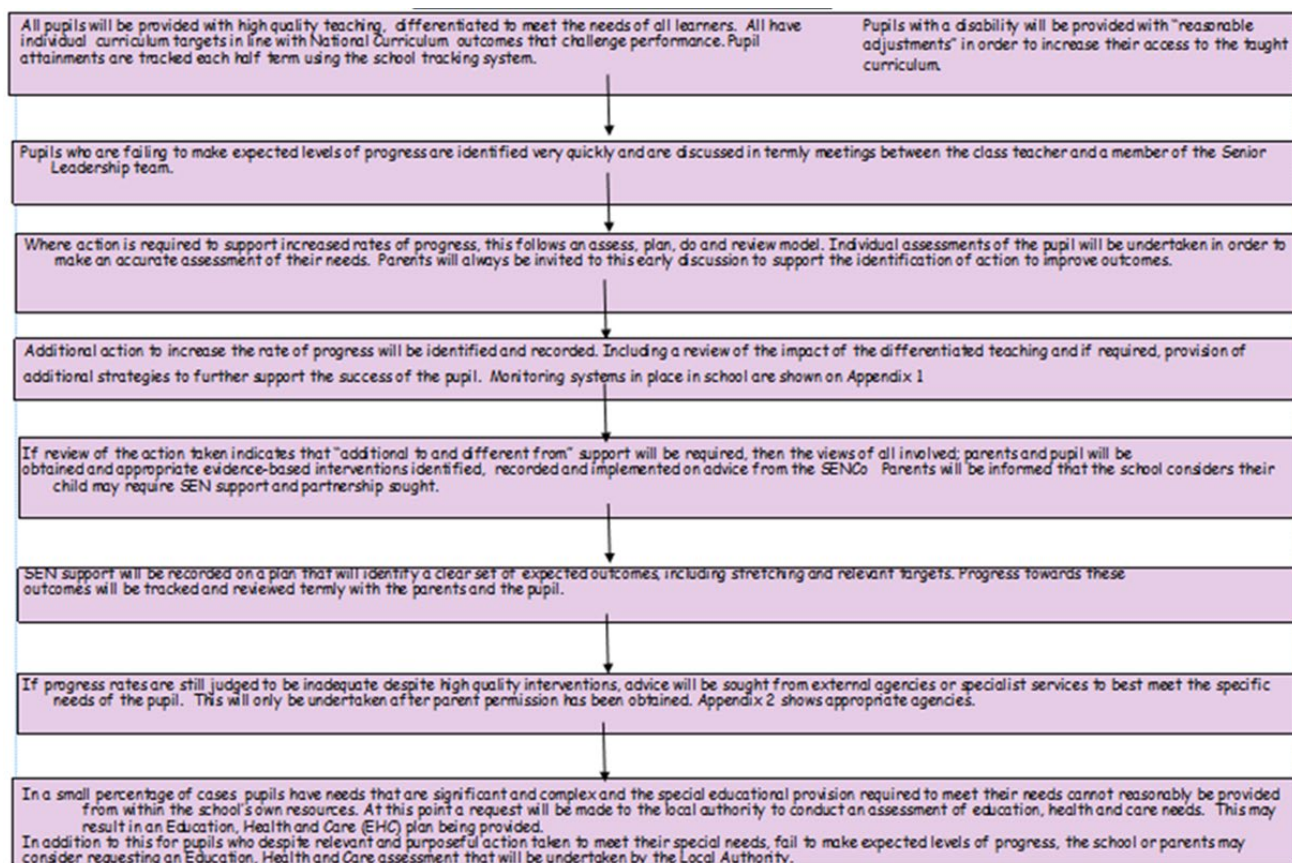 All pupils will be provided with high quality teaching, differentiated to meet the needs of all learners. All have
individual curriculum targets in line with National Curriculum outcomes that challenge performance. Pupil
attainments are tracked each half term using the school tracking system.
Pupils with a disability will be provided with “reasonable
adjustments” in order to increase their access to the taught
curriculum.
Pupils who are failing to make expected levels of progress are identified very quickly and are discussed in termly meetings between the class teacher and a member of the Senior
Leadership team.
Where action is required to support increased rates of progress, this follows an assess, plan, do and review model. Individual assessments of the pupil will be undertaken in order to
make an accurate assessment of their needs. Parents will always be invited to this early discussion to support the identification of action to improve outcomes.
Additional action to increase the rate of progress will be identified and recorded. Including a review of the impact of the differentiated teaching and if required, provision of
additional strategies to further support the success of the pupil. Monitoring systems in place in school are shown on Appendix 1
If review of the action taken indicates that “additional to and different from” support will be required, then the views of all involved; parents and pupil will be
obtained and appropriate evidence-based interventions identified, recorded and implemented on advice from the SENCo Parents will be informed that the school considers their
child may require SEN support and partnership sought.
SEN support will be recorded on a plan that will identify a clear set of expected outcomes, including stretching and relevant targets. Progress towards these
outcomes will be tracked and reviewed termly with the parents and the pupil.
If progress rates are still judged to be inadequate despite high quality interventions, advice will be sought from external agencies or specialist services to best meet the specific
needs of the pupil. This will only be undertaken after parent permission has been obtained. Appendix 2 shows appropriate agencies.
In a small percentage of cases pupils have needs that are significant and complex and the special educational provision required to meet their needs cannot reasonably be provided
from within the school's own resources. At this point a request will be made to the local authority to conduct an assessment of education, health and care needs. This may
result in an Education, Health and Care (EHC) plan being provided.
In addition to this for pupils who despite relevant and purposeful action taken to meet their special needs, fail to make expected levels of progress, the school or parents may
consider requesting an Education, Health and Care assessment that will be undertaken by the Local Authority.